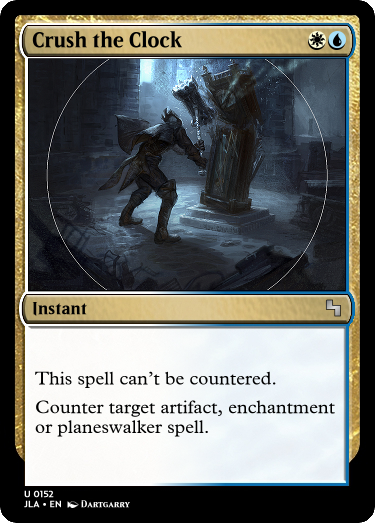 Crush the Clock
Instant
This spell can't be countered.
Counter target artifact, enchantment
or planeswalker spell.
U 0152
JLA • EN Dartgarry